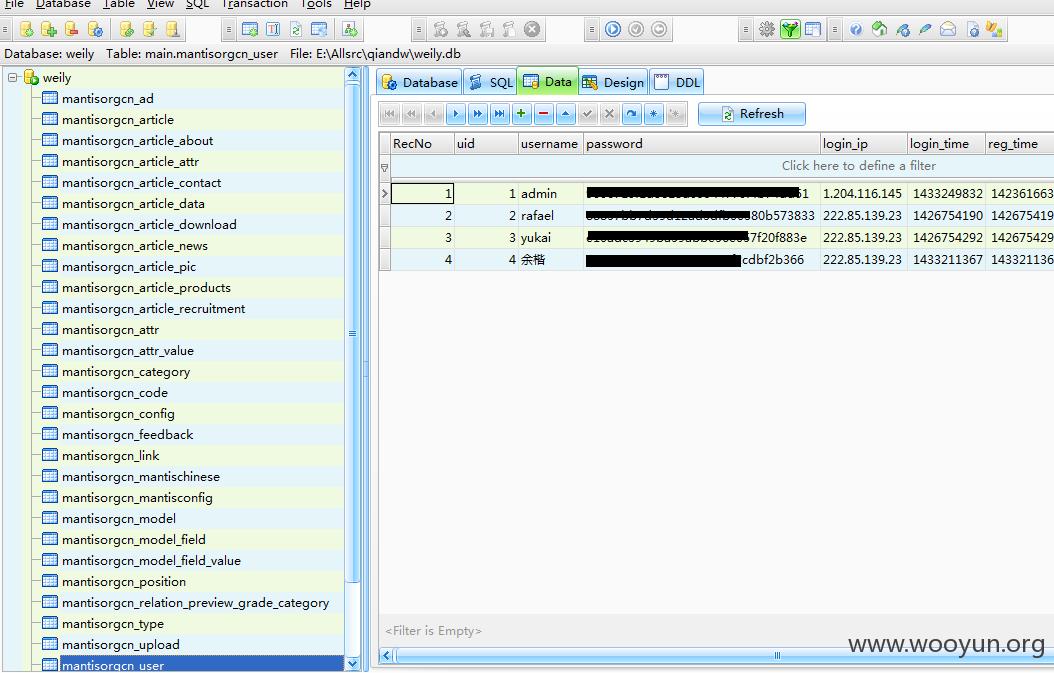 File Database Table View SQL Transaction Tools Help
Database: weily Table: main.mantisorgcn_user File: E:\Allsrc\qiandw\weily.db
weily
mantisorgcn_ad
mantisorgcn_article
mantisorgcn_article_about
mantisorgcn_article_attr
mantisorgcn_article_contact
mantisorgcn_article_data
mantisorgcn_article_download
mantisorgcn_article_news
mantisorgcn_article_pic
mantisorgcn_article_products
mantisorgcn_article_recruitment
mantisorgcn_attr
mantisorgcn_attr_value
mantisorgcn_category
mantisorgcn_code
mantisorgcn_config
mantisorgcn_feedback
mantisorgcn_link
mantisorgcn_mantischinese
mantisorgcn_mantisconfig
mantisorgcn_model
mantisorgcn_model_field
mantisorgcn_model_field_value
mantisorgcn_position
mantisorgcn_relation_preview_grade_category
mantisorgcn_type
mantisorgcn_upload
mantisorgcn_user
Database SQL Data Design DDL
Refresh
RecNo uid username password login_ip login_time reg_time
Click here to define a filter
1 1 admin 1.204.116.145 1433249832 142361663
2 2 rafael 80b573833 222.85.139.23 1426754190 142675419
3 3 yukai 7f20f883e 222.85.139.23 1426754292 142675429
4 4 余楷 cdbf2b366 222.85.139.23 1433211367 143321136
<Filter is Empty>
www.wooyun.org